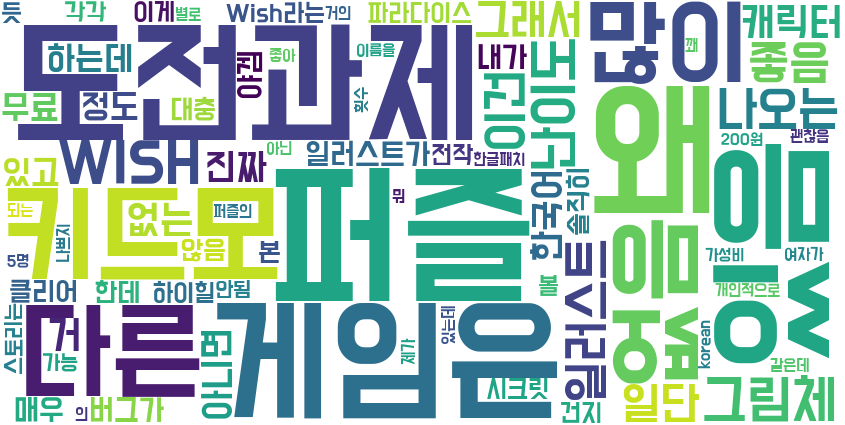 듯 각각 이게 별로 Wish라는 거의 파라다이스 그래서 많이 캐릭터
하는데 도전과제 야겜 좋아 이름을 내가 이건 난이도 왜 좋음
무료 정도 대충 횟수 나오는
WISH 진짜 아닌 일러스트가 전작 한글패치 200원 괜찮음
있고 키드모 퍼즐 뭔 한국어 솔직히 음
되는 없는 퍼즐의
5명 나쁘지 않음 본 가성비 여자가
클리어 한데 하이힐 안됨 볼 일러스트 웅 읍 개인적으로 ㅇㅅ
스토리는 다른 게임은 있는데 제가 korean
거 가능 아니면 시크릿 같은데
매우 의 버그가 건지 일단 그림체